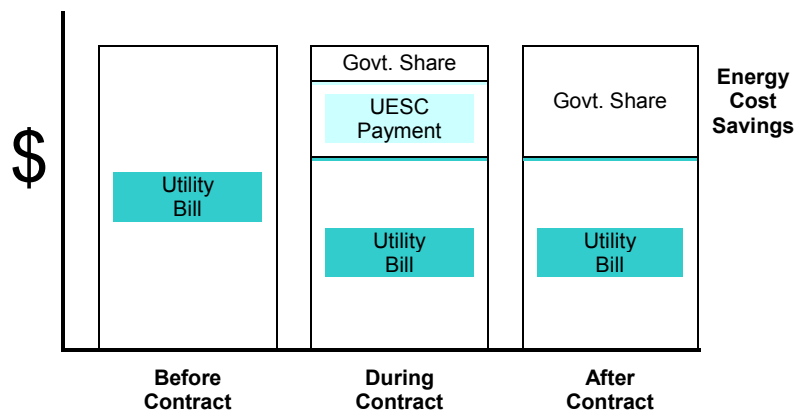 $
Utility
Bill
Before
Contract
Govt. Share
UESC
Payment
Utility
Bill
During
Contract
Govt. Share
Utility
Bill
After
Contract
Energy
Cost
Savings